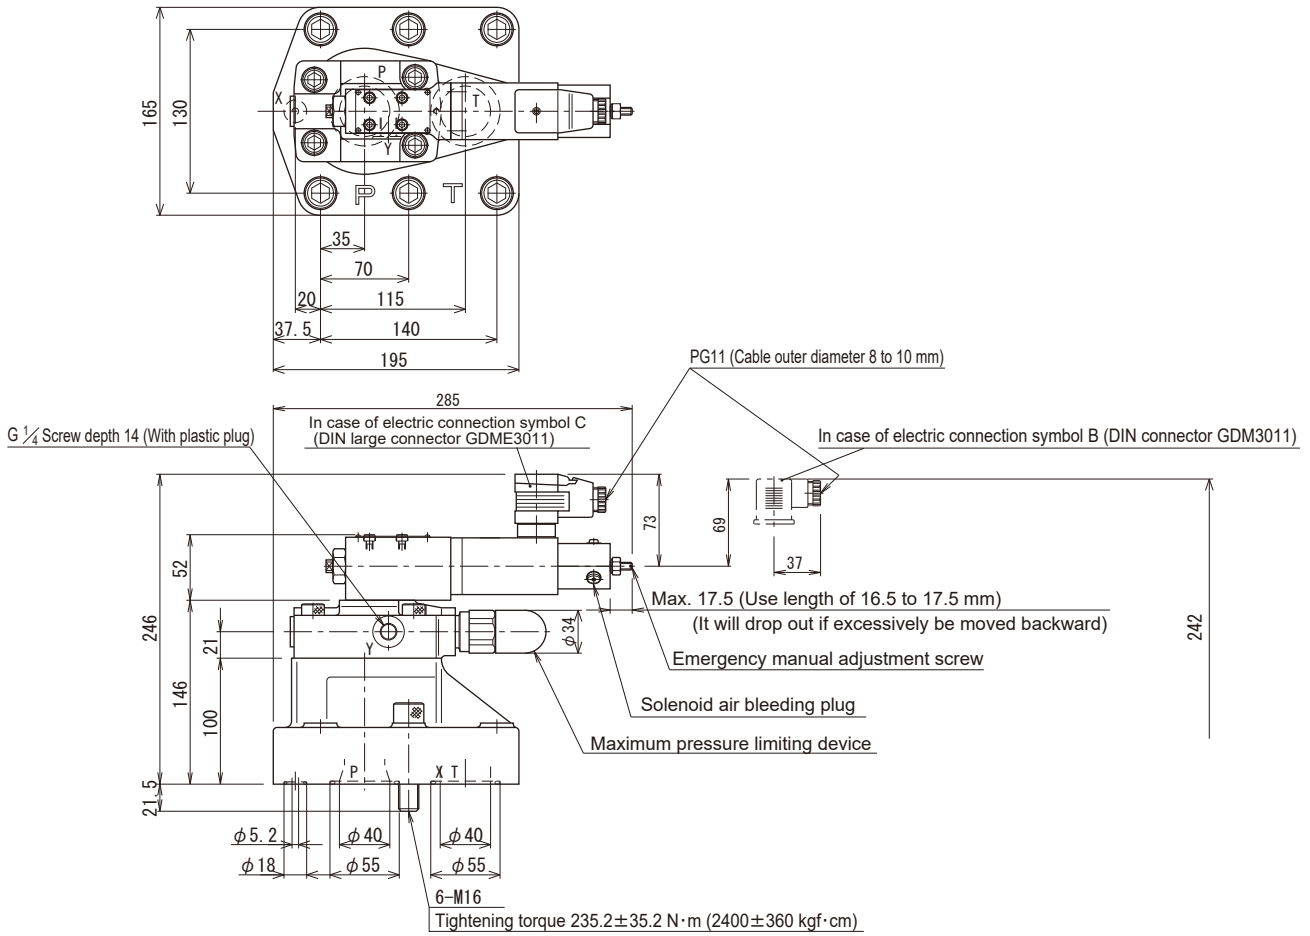 165
130
X
P
T
Y
P
T
35
70
20
115
37.5
140
195
PG11 (Cable outer diameter 8 to 10 mm)
285
In case of electric connection symbol C
(DIN large connector GDME3011)
G 1/4 Screw depth 14 (With plastic plug)
In case of electric connection symbol B (DIN connector GDM3011)
73
69
37
52
246
242
Max. 17.5 (Use length of 16.5 to 17.5 mm)
(It will drop out if excessively be moved backward)
φ34
21
Y
Emergency manual adjustment screw
146
100
Solenoid air bleeding plug
Maximum pressure limiting device
P
X T
21.5
φ5.2
φ40
φ40
φ18
φ55
φ55
6-M16
Tightening torque 235.2±35.2 N·m (2400±360 kgf·cm)